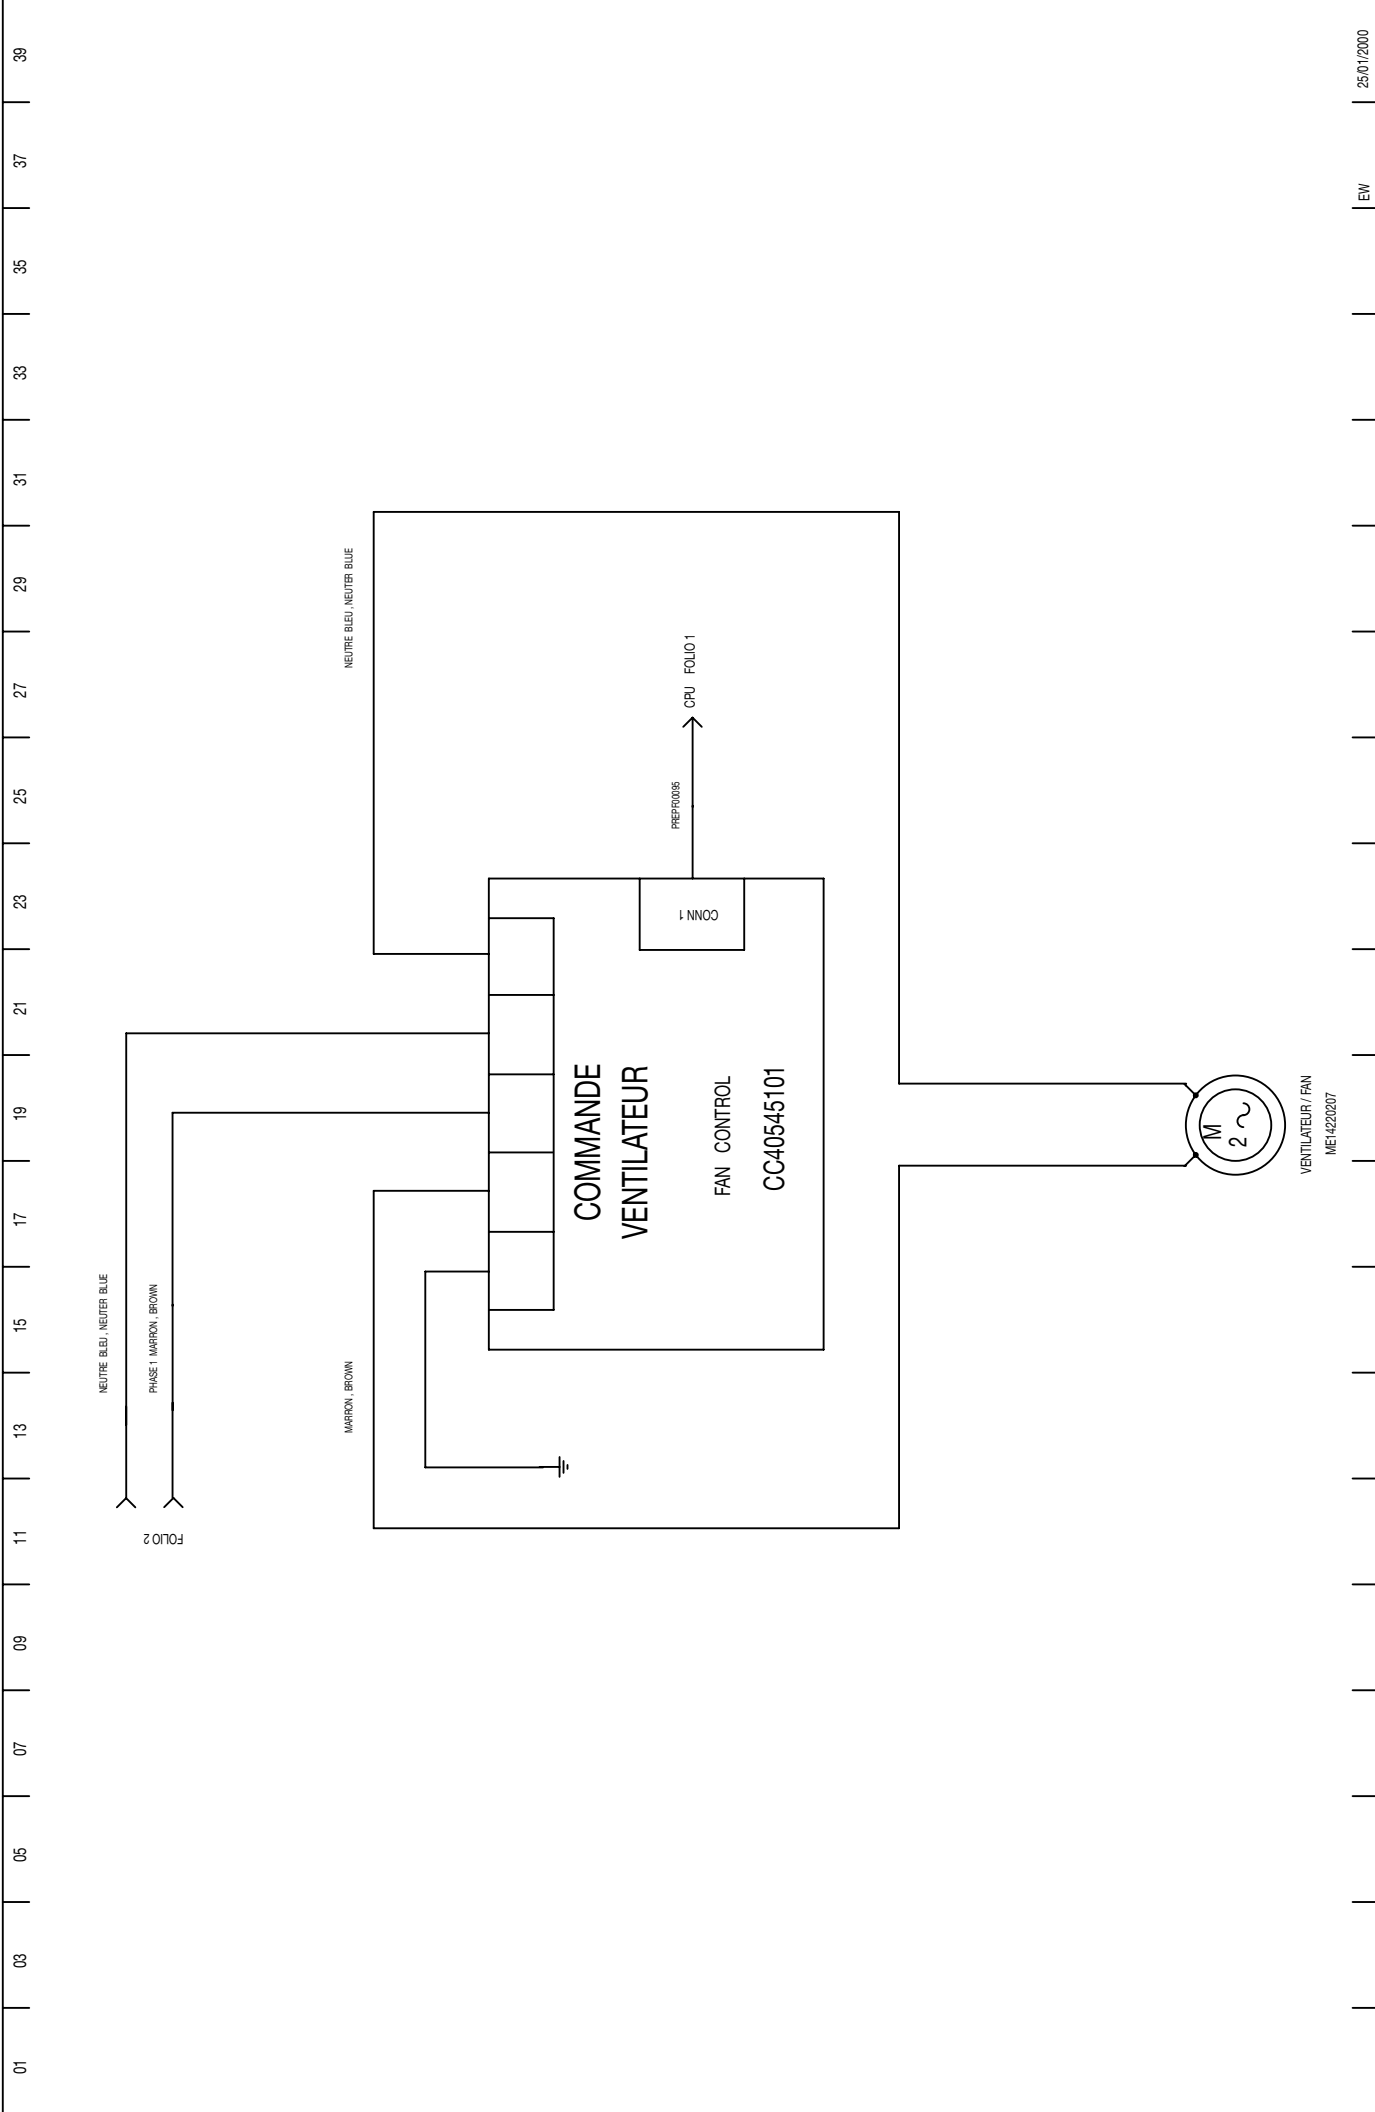 01
03
05
07
09
11
13
15
17
19
21
23
25
27
29
31
33
35
37
39
NEUTRE BLEU , NEUTER BLUE
PHASE 1 MARRON , BROWN
FOLIO 2
NEUTRE BLEU , NEUTER BLUE
MARRON , BROWN
COMMANDE
VENTILATEUR
FAN CONTROL
CC40545101
CONN 1
PREPF00095
CPU FOLIO 1
M
2 ~
VENTILATEUR / FAN
ME14220207
EW
25/01/2000